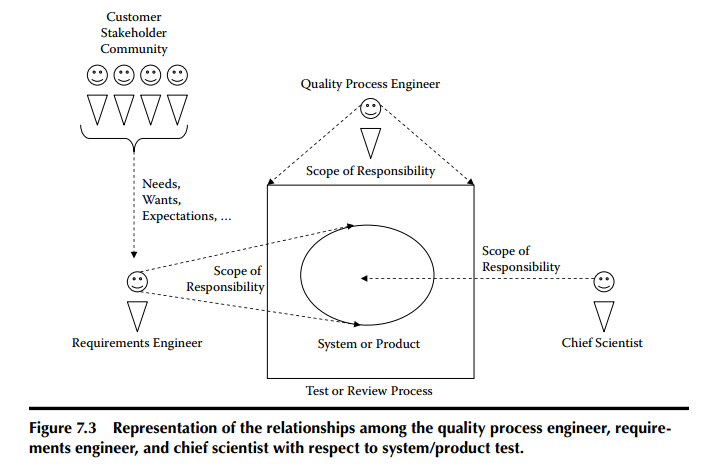 Customer
Stakeholder
Community
Quality Process Engineer
Scope of Responsibility
Needs,
Wants,
Expectations, ...
Scope of
Responsibility
Scope of
Responsibility
Requirements Engineer
System or Product
Chief Scientist
Test or Review Process
Figure 7.3 Representation of the relationships among the quality process engineer, require-
ments engineer, and chief scientist with respect to system/product test.